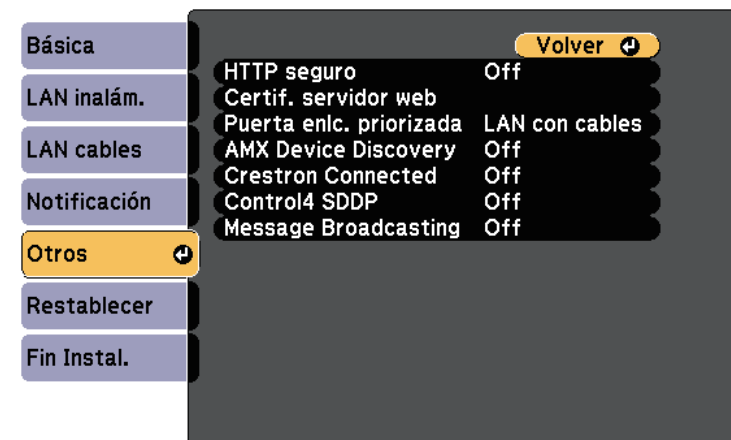 Básica
LAN inalám.
LAN cables
Notificación
Otros
Restablecer
Fin Instal.
Volver
HTTP seguro Off
Certif. servidor web
Puerta enlc. priorizada LAN con cables
AMX Device Discovery Off
Crestron Connected Off
Control4 SDDP Off
Message Broadcasting Off